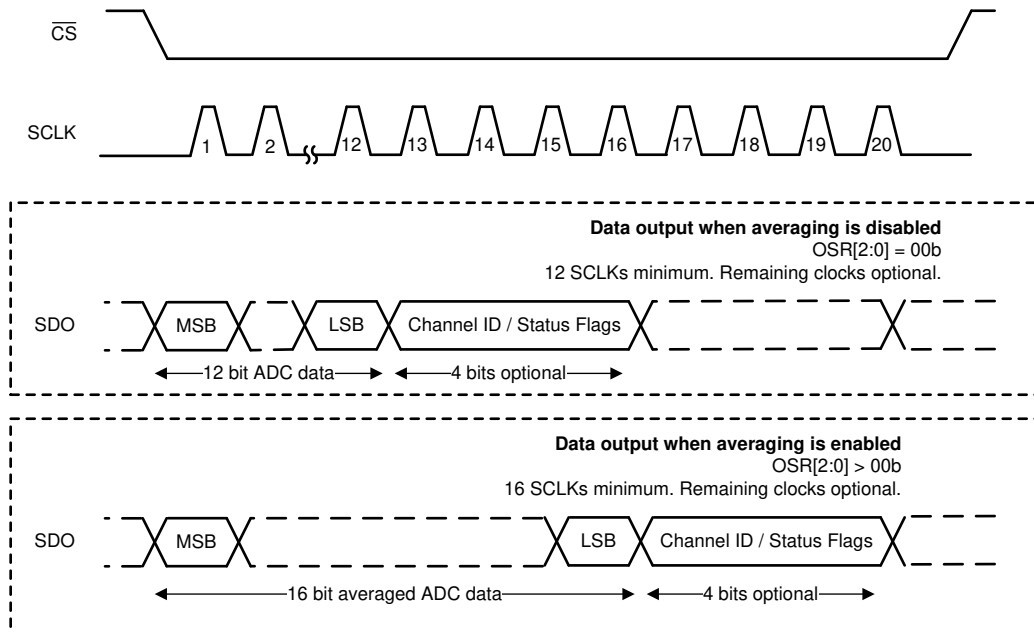 CS
SCLK
1 2 12 13 14 15 16 17 18 19 20
Data output when averaging is disabled
OSR[2:0] = 00b
12 SCLKs minimum. Remaining clocks optional.
SDO
MSB LSB Channel ID / Status Flags
12 bit ADC data 4 bits optional
Data output when averaging is enabled
OSR[2:0] > 00b
16 SCLKs minimum. Remaining clocks optional.
SDO
MSB LSB Channel ID / Status Flags
16 bit averaged ADC data 4 bits optional